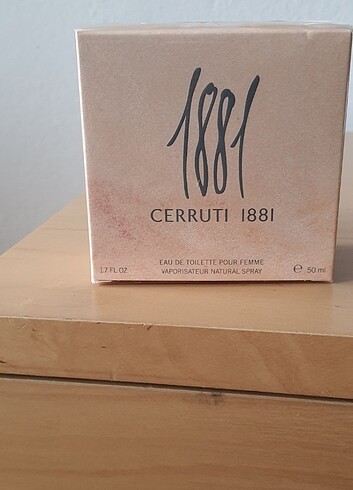 1881
CERRUTI 1881
EAU DE TOILETTE POUR FEMME
1.7 FL OZ VAPORISATEUR NATURAL SPRAY e 50 ml